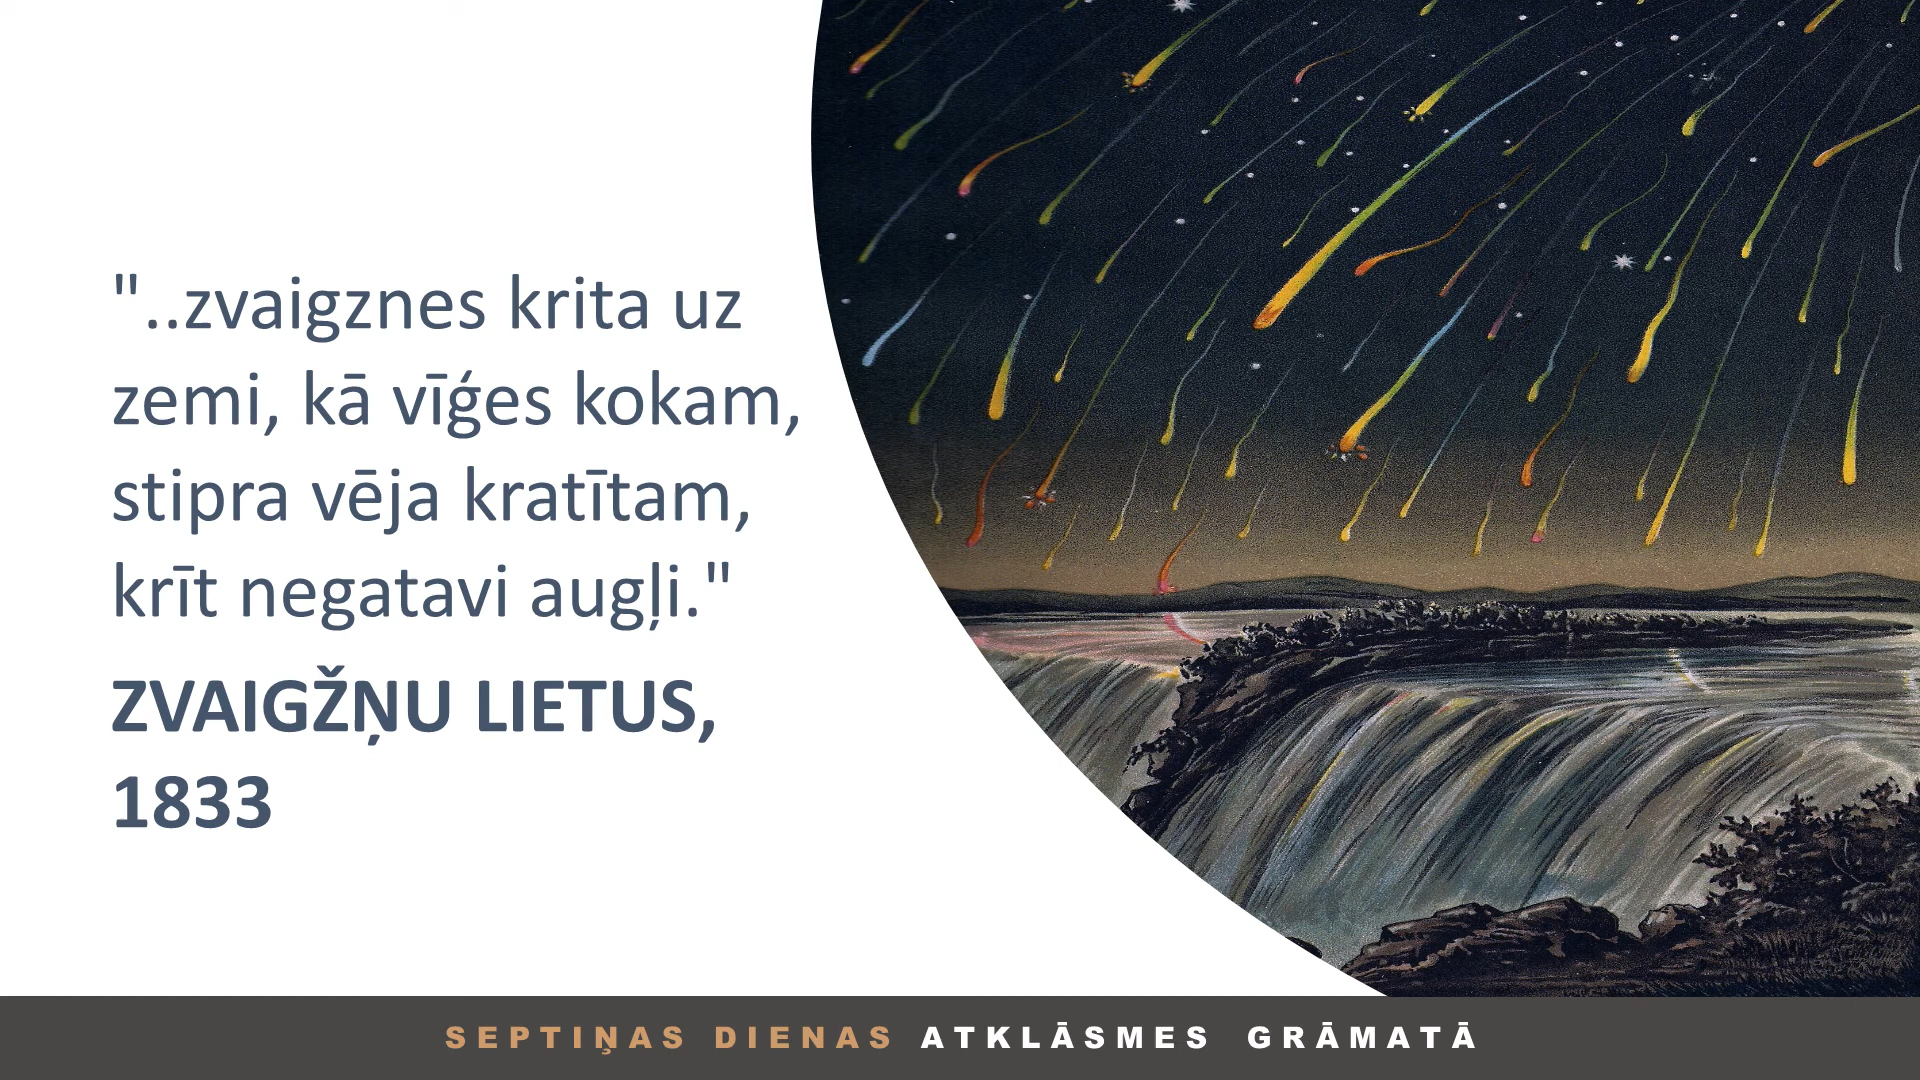 "..zvaigznes krita uz
zemi, kā vīģes kokam,
stipra vēja kratītam,
krīt negatavi augļi."
ZVAIGŽŅU LIETUS,
1833
SEPTIŅAS DIENAS ATKLĀSMES GRĀMATĀ